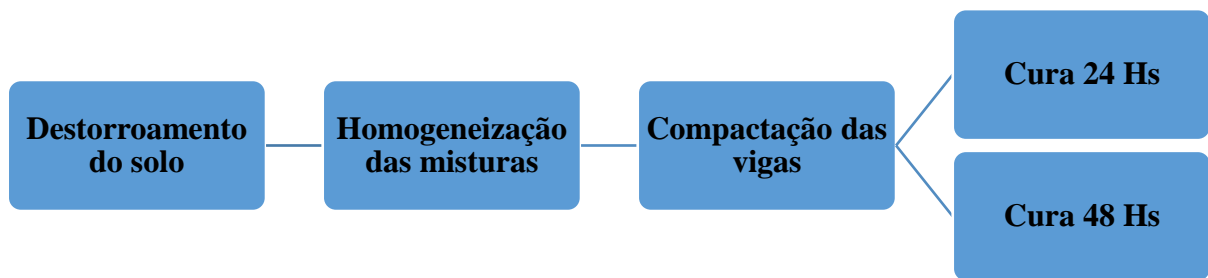 Destorroamento
do solo
Homogeneização
das misturas
Compactação das
vigas
Cura 24 Hs
Cura 48 Hs